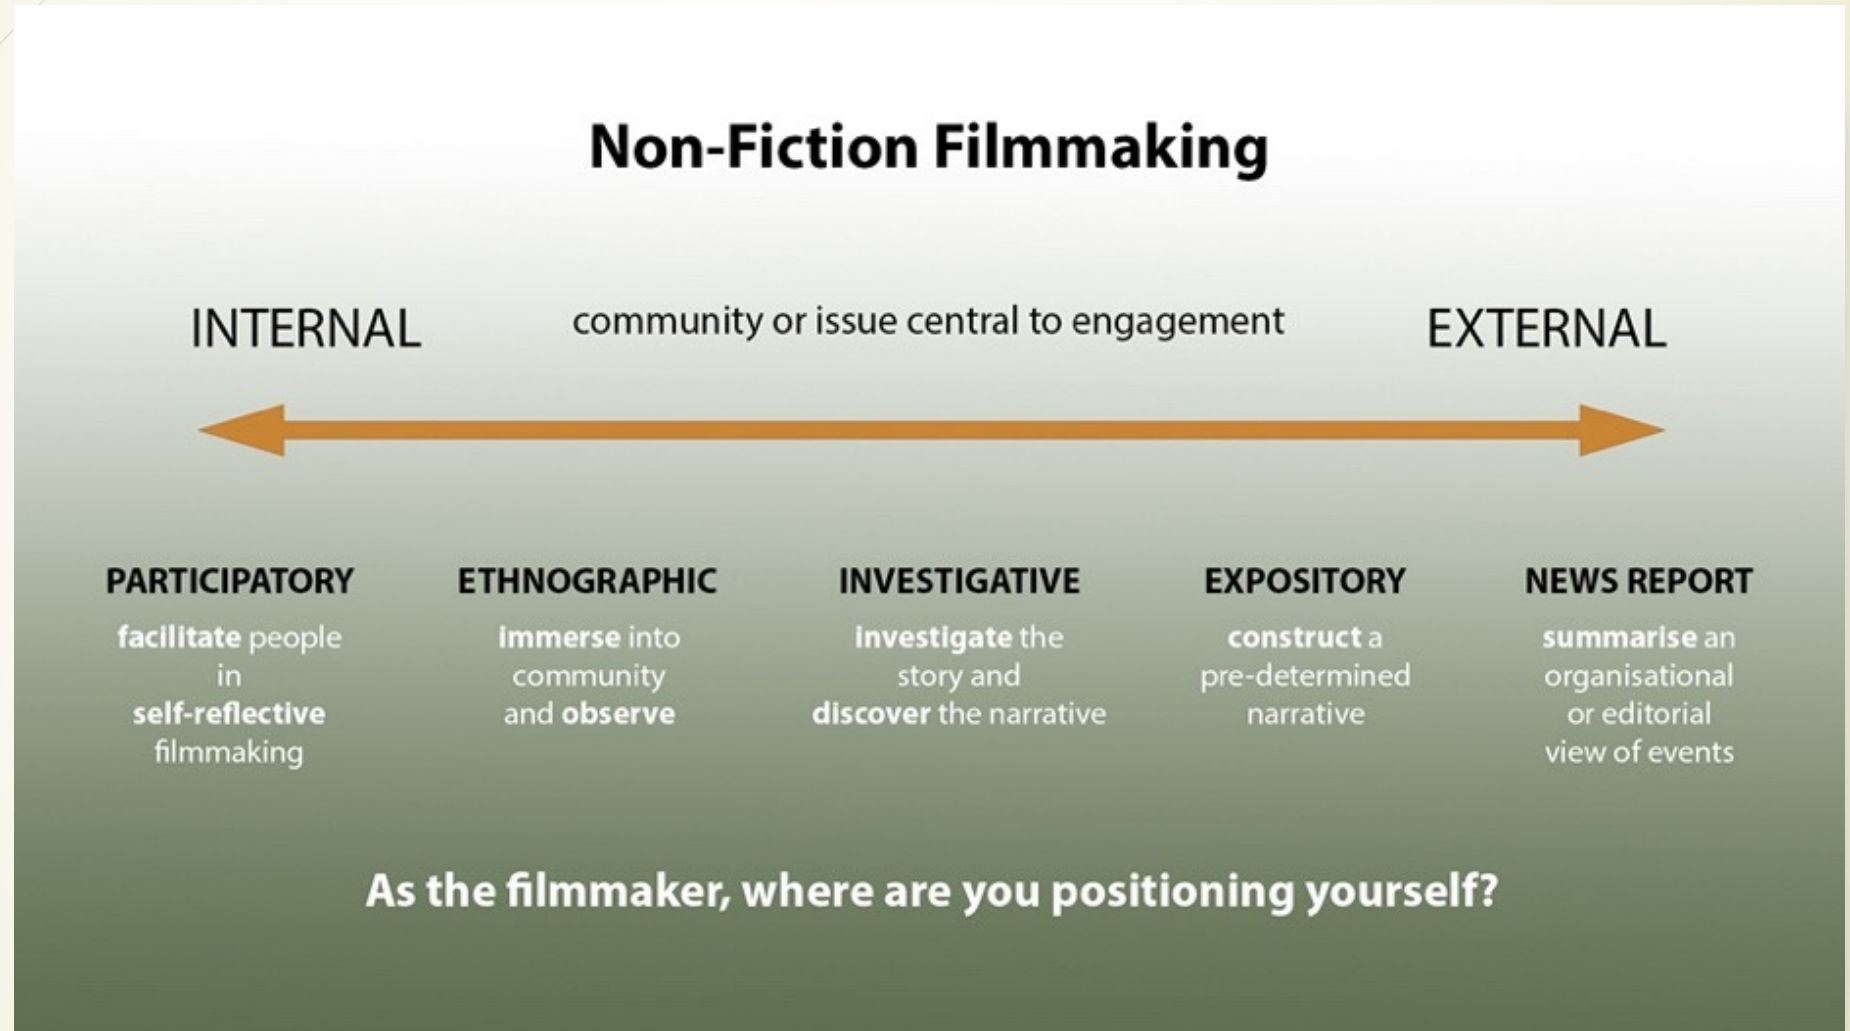 Non-Fiction Filmmaking
INTERNAL
community or issue central to engagement
EXTERNAL
PARTICIPATORY
facilitate people
in
self-reflective
filmmaking
ETHNOGRAPHIC
immerse into
community
and observe
INVESTIGATIVE
investigate the
story and
discover the narrative
EXPOSITORY
construct a
pre-determined
narrative
NEWS REPORT
summarise an
organisational
or editorial
view of events
As the filmmaker, where are you positioning yourself?